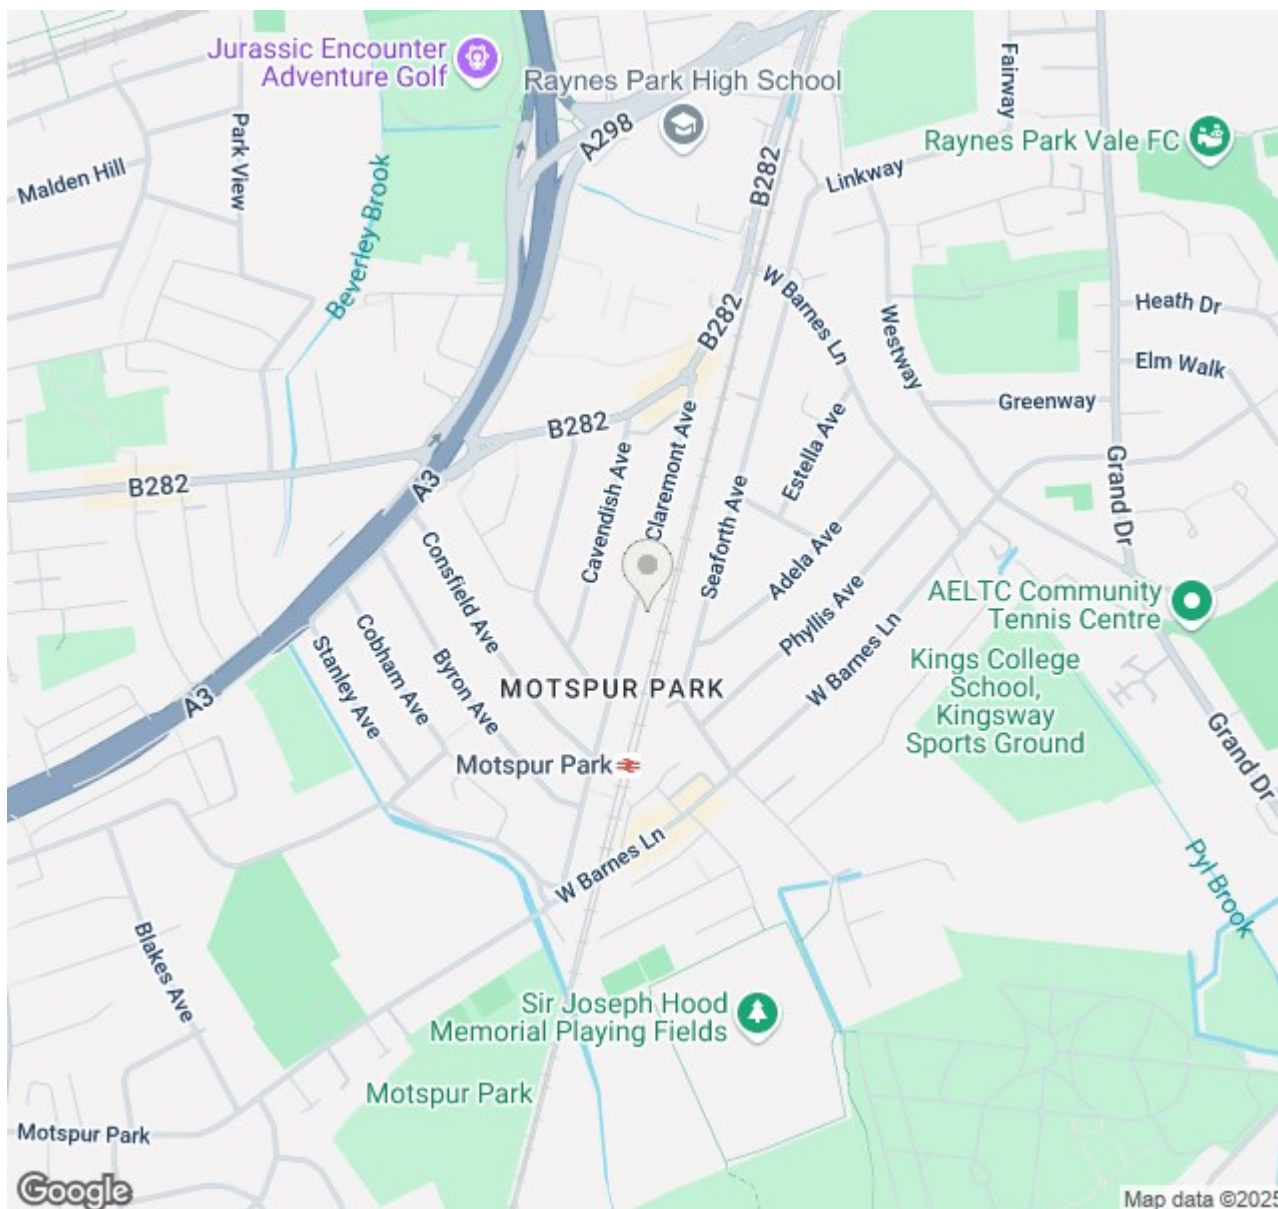 Jurassic Encounter
Adventure Golf
Raynes Park High School
Fairway
A298
Raynes Park Vale FC
Park View
Malden Hill
Beverley Brook
B282
Linkway
W Barnes Ln
Heath Dr
B282
Westway
Elm Walk
Greenway
B282
Claremont Ave
Estella Ave
Cavendish Ave
Grand Dr
B282
A3
Seaforth Ave
Consfield Ave
Adela Ave
AELTC Community
Tennis Centre
Phyllis Ave
Cobham Ave
Stanley Ave
Byron Ave
W Barnes Ln
Kings College
School,
Kingsway
Sports Ground
MOTSPUR PARK
A3
Grand Dr
Motspur Park
W Barnes Ln
Pyl Brook
Blakes Ave
Sir Joseph Hood
Memorial Playing Fields
Motspur Park
Motspur Park
Google
Map data ©2025